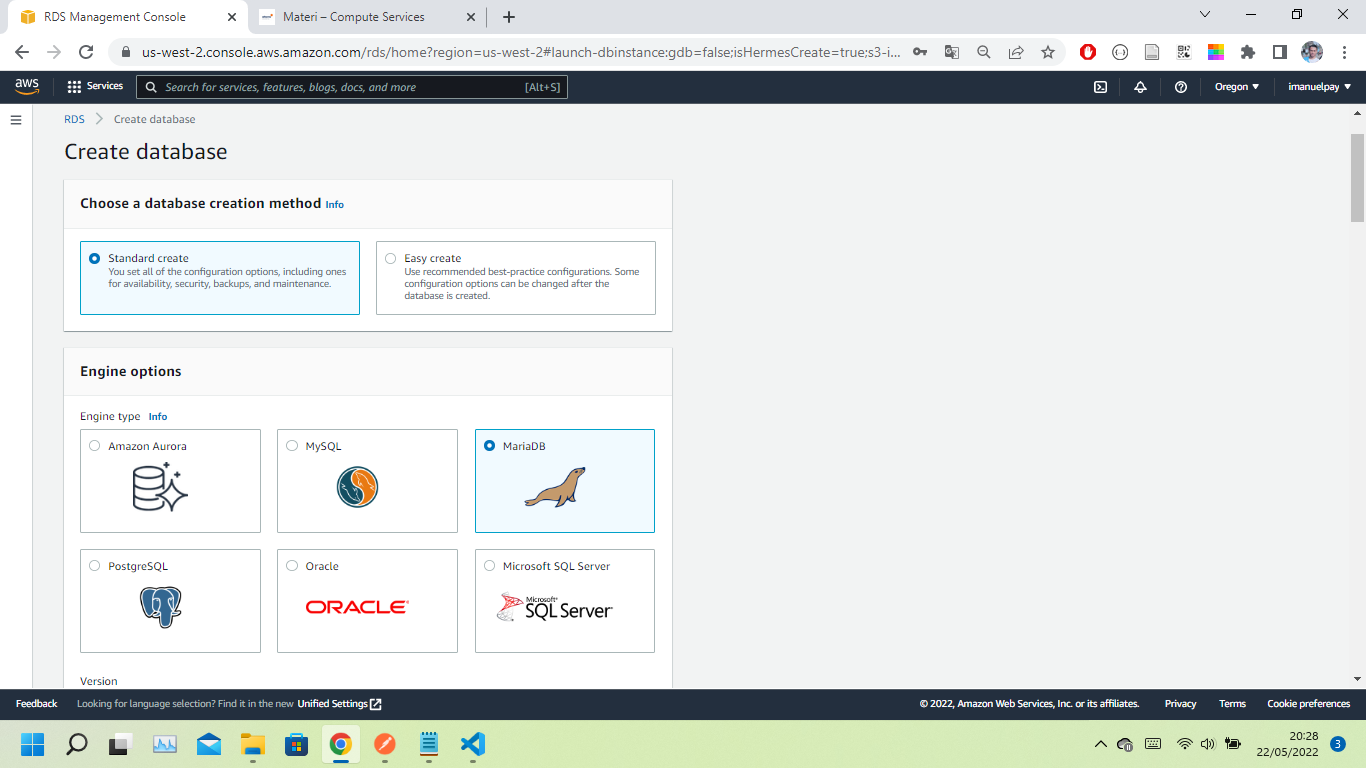 RDS Management Console
Materi – Compute Services
us-west-2.console.aws.amazon.com/rds/home?region=us-west-2#launch-dbinstance:gdb=false;isHermesCreate=true;s3-i...
aws
Services
Search for services, features, blogs, docs, and more
[Alt+S]
Oregon
imanuelpay
RDS
Create database
Create database
Choose a database creation method Info
Standard create
You set all of the configuration options, including ones
for availability, security, backups, and maintenance.
Easy create
Use recommended best-practice configurations. Some
configuration options can be changed after the
database is created.
Engine options
Engine type Info
Amazon Aurora
MySQL
MariaDB
PostgreSQL
Oracle
ORACLE
Microsoft SQL Server
Microsoft
SQL Server
Version
Feedback
Looking for language selection? Find it in the new Unified Settings
© 2022, Amazon Web Services, Inc. or its affiliates.
Privacy
Terms
Cookie preferences
20:28
22/05/2022
3